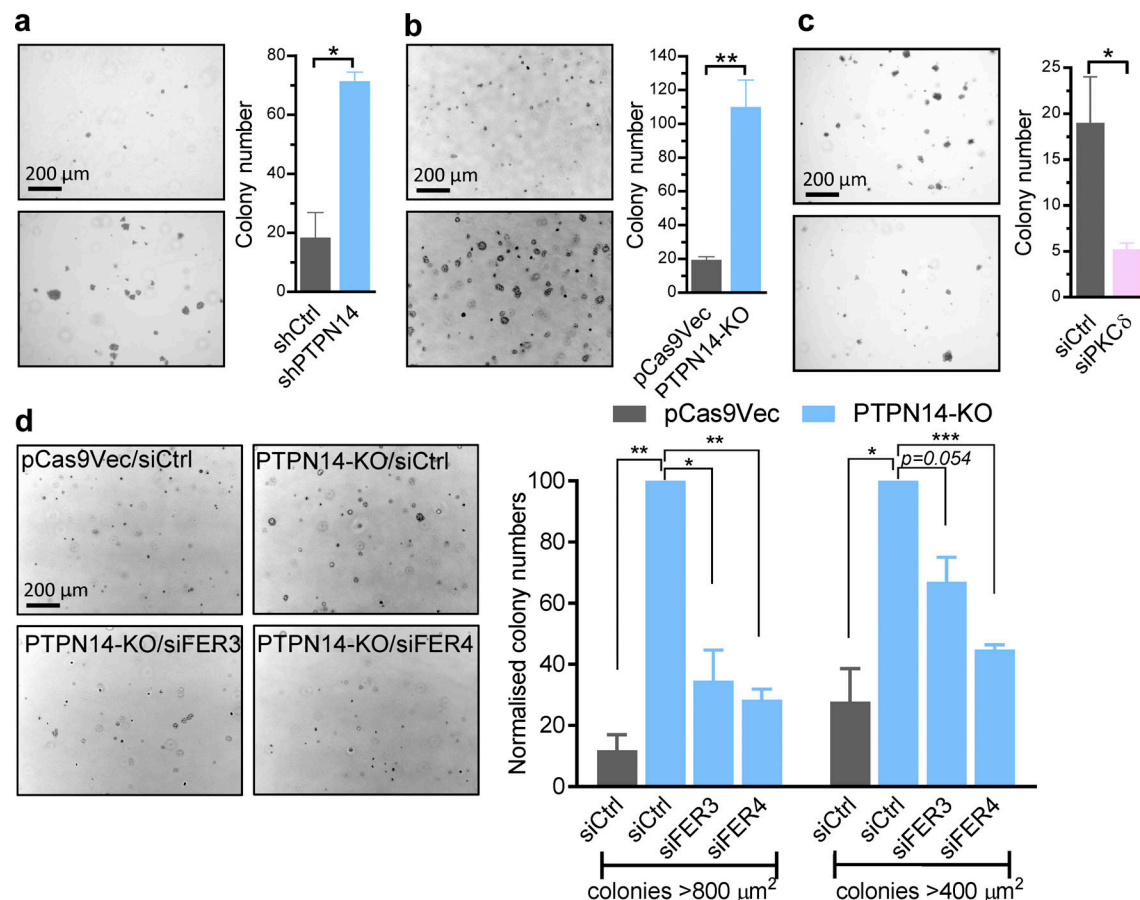 a
200 μm
Colony number
80
60
40
20
0
*
shCtrl
shPTPN14
b
200 μm
Colony number
140
120
100
80
60
40
20
0
**
pCas9Vec
PTPN14-KO
c
200 μm
Colony number
25
20
15
10
5
0
*
siCtrl
siPKCδ
d
pCas9Vec/siCtrl
200 μm
PTPN14-KO/siCtrl
PTPN14-KO/siFER3
PTPN14-KO/siFER4
pCas9Vec PTPN14-KO
Normalised colony numbers
100
80
60
40
20
0
**
**
*
*
***
p=0.054
siCtrl
siCtrl
siFER3
siFER4
siCtrl
siCtrl
siFER3
siFER4
colonies >800 μm²
colonies >400 μm²